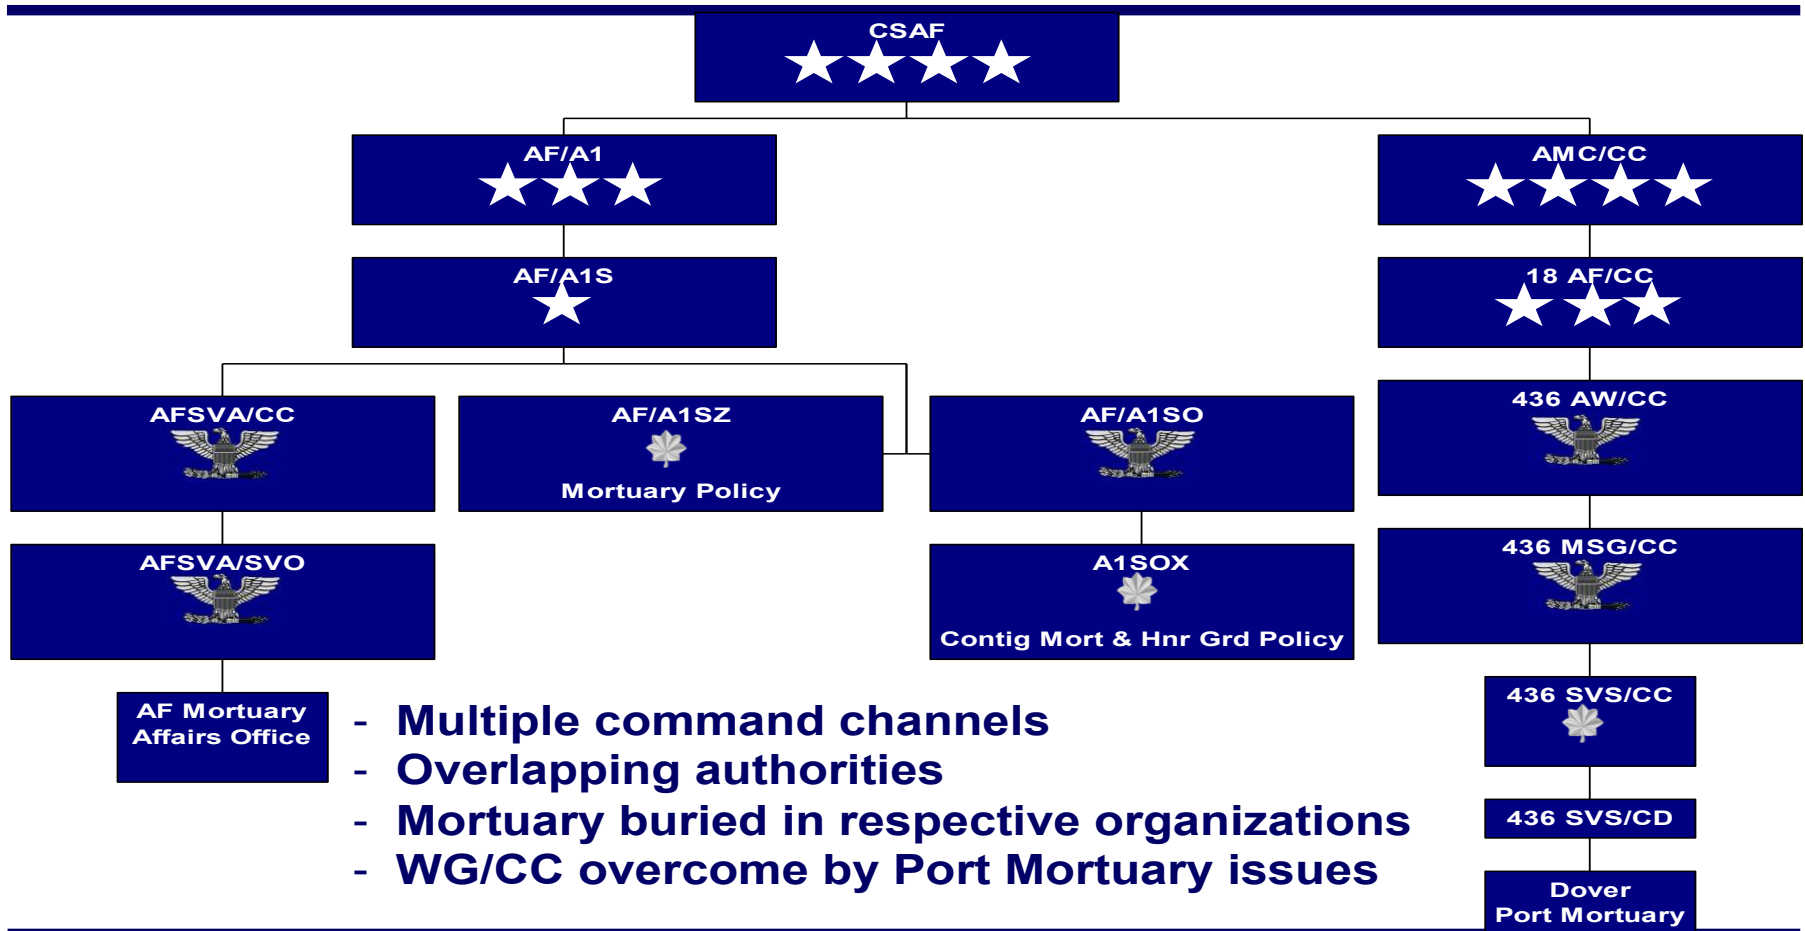 CSAF
AF/A1
AMC/CC
AF/A1S
18 AF/CC
AFSVA/CC
AF/A1SZ
Mortuary Policy
AF/A1SO
436 AW/CC
AFSVA/SVO
A1SOX
Contig Mort & Hnr Grd Policy
436 MSG/CC
AF Mortuary
Affairs Office
436 SVS/CC
- Multiple command channels
- Overlapping authorities
- Mortuary buried in respective organizations
- WG/CC overcome by Port Mortuary issues
436 SVS/CD
Dover
Port Mortuary